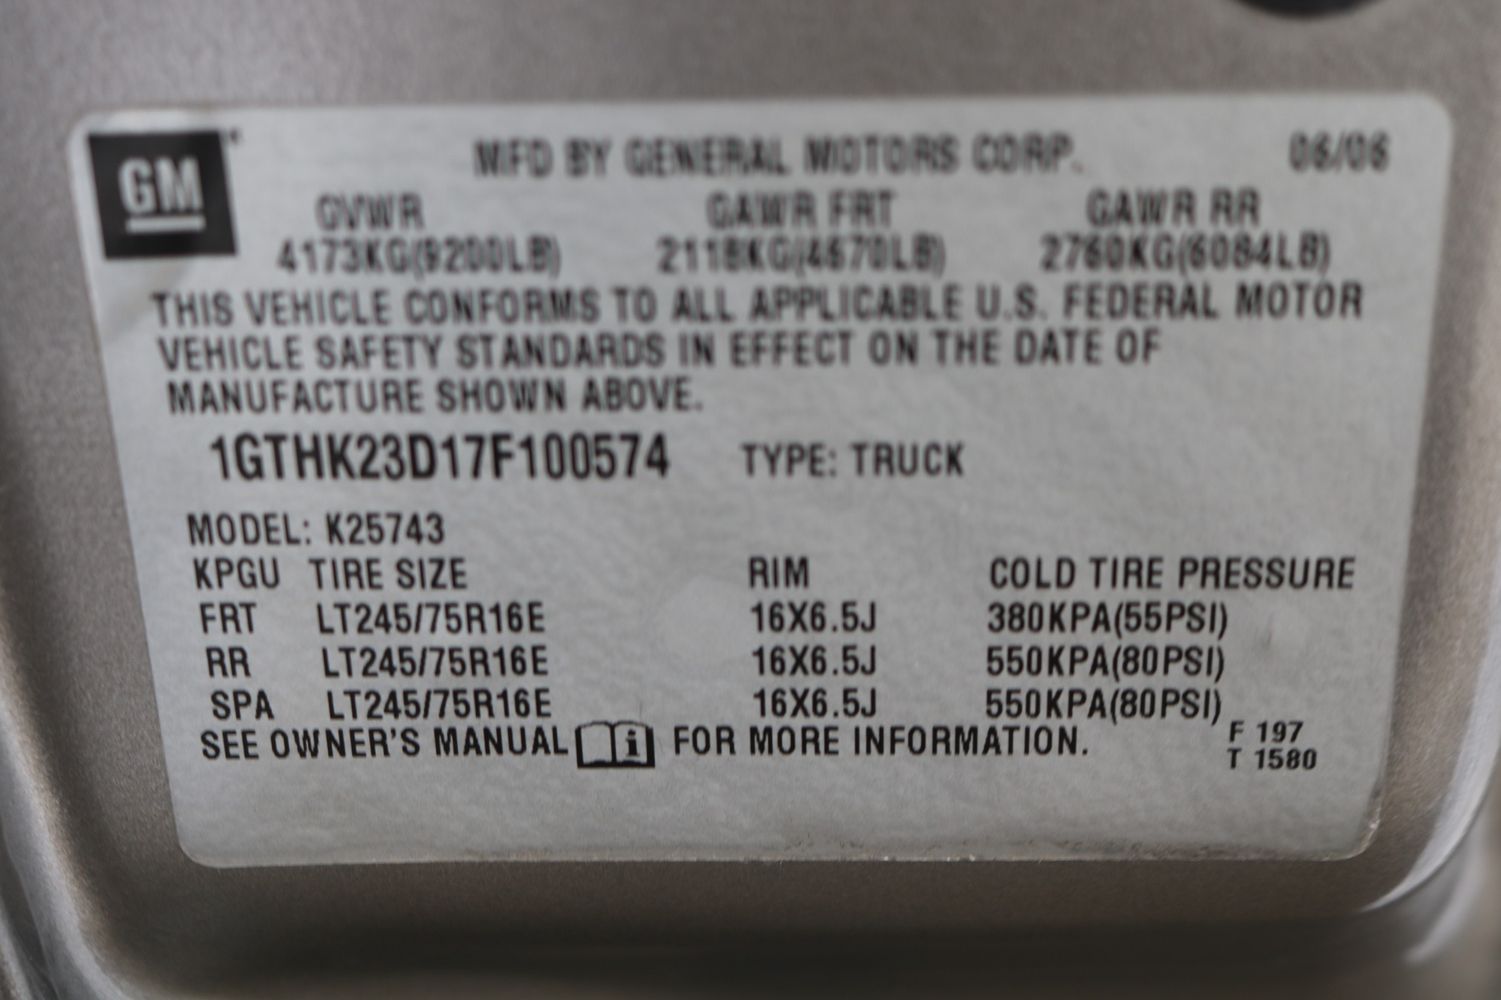 GM
MFD BY GENERAL MOTORS CORP. 06/06
GVWR GAWR FRT GAWR RR
4173KG(9200LB) 2118KG(4670LB) 2760KG(6084LB)
THIS VEHICLE CONFORMS TO ALL APPLICABLE U.S. FEDERAL MOTOR
VEHICLE SAFETY STANDARDS IN EFFECT ON THE DATE OF
MANUFACTURE SHOWN ABOVE.
1GTHK23D17F100574 TYPE: TRUCK
MODEL: K25743
KPGU TIRE SIZE RIM COLD TIRE PRESSURE
FRT LT245/75R16E 16X6.5J 380KPA(55PSI)
RR LT245/75R16E 16X6.5J 550KPA(80PSI)
SPA LT245/75R16E 16X6.5J 550KPA(80PSI)
SEE OWNER'S MANUAL i FOR MORE INFORMATION. F 197
T 1580